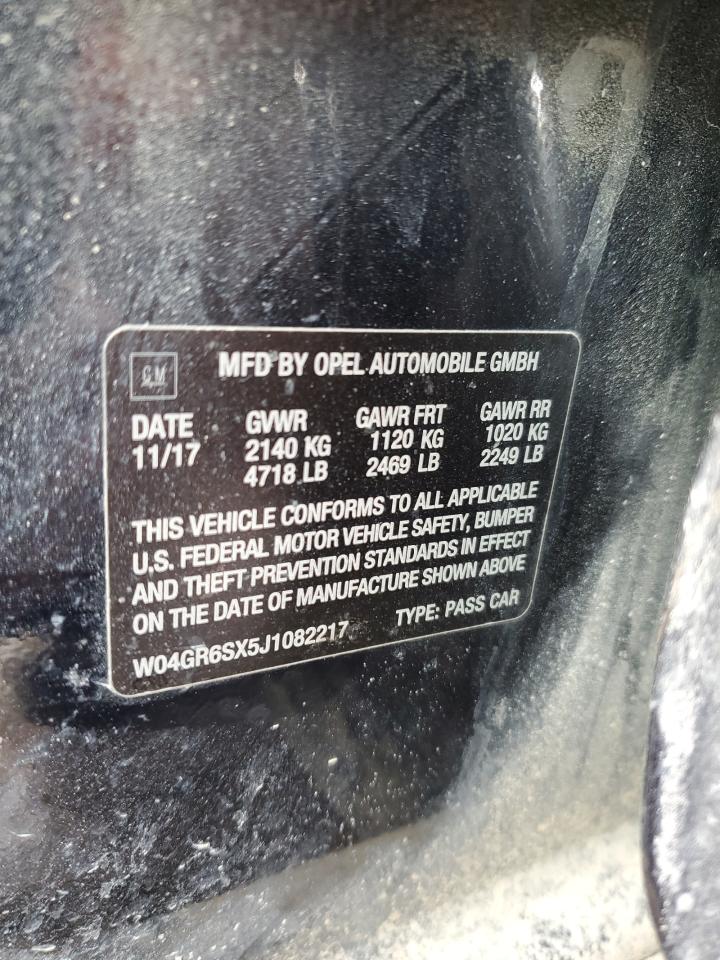 GM
MFD BY OPEL AUTOMOBILE GMBH
DATE GVWR GAWR FRT GAWR RR
11/17 2140 KG 1120 KG 1020 KG
4718 LB 2469 LB 2249 LB
THIS VEHICLE CONFORMS TO ALL APPLICABLE
U.S. FEDERAL MOTOR VEHICLE SAFETY, BUMPER
AND THEFT PREVENTION STANDARDS IN EFFECT
ON THE DATE OF MANUFACTURE SHOWN ABOVE
W04GR6SX5J1082217 TYPE: PASS CAR